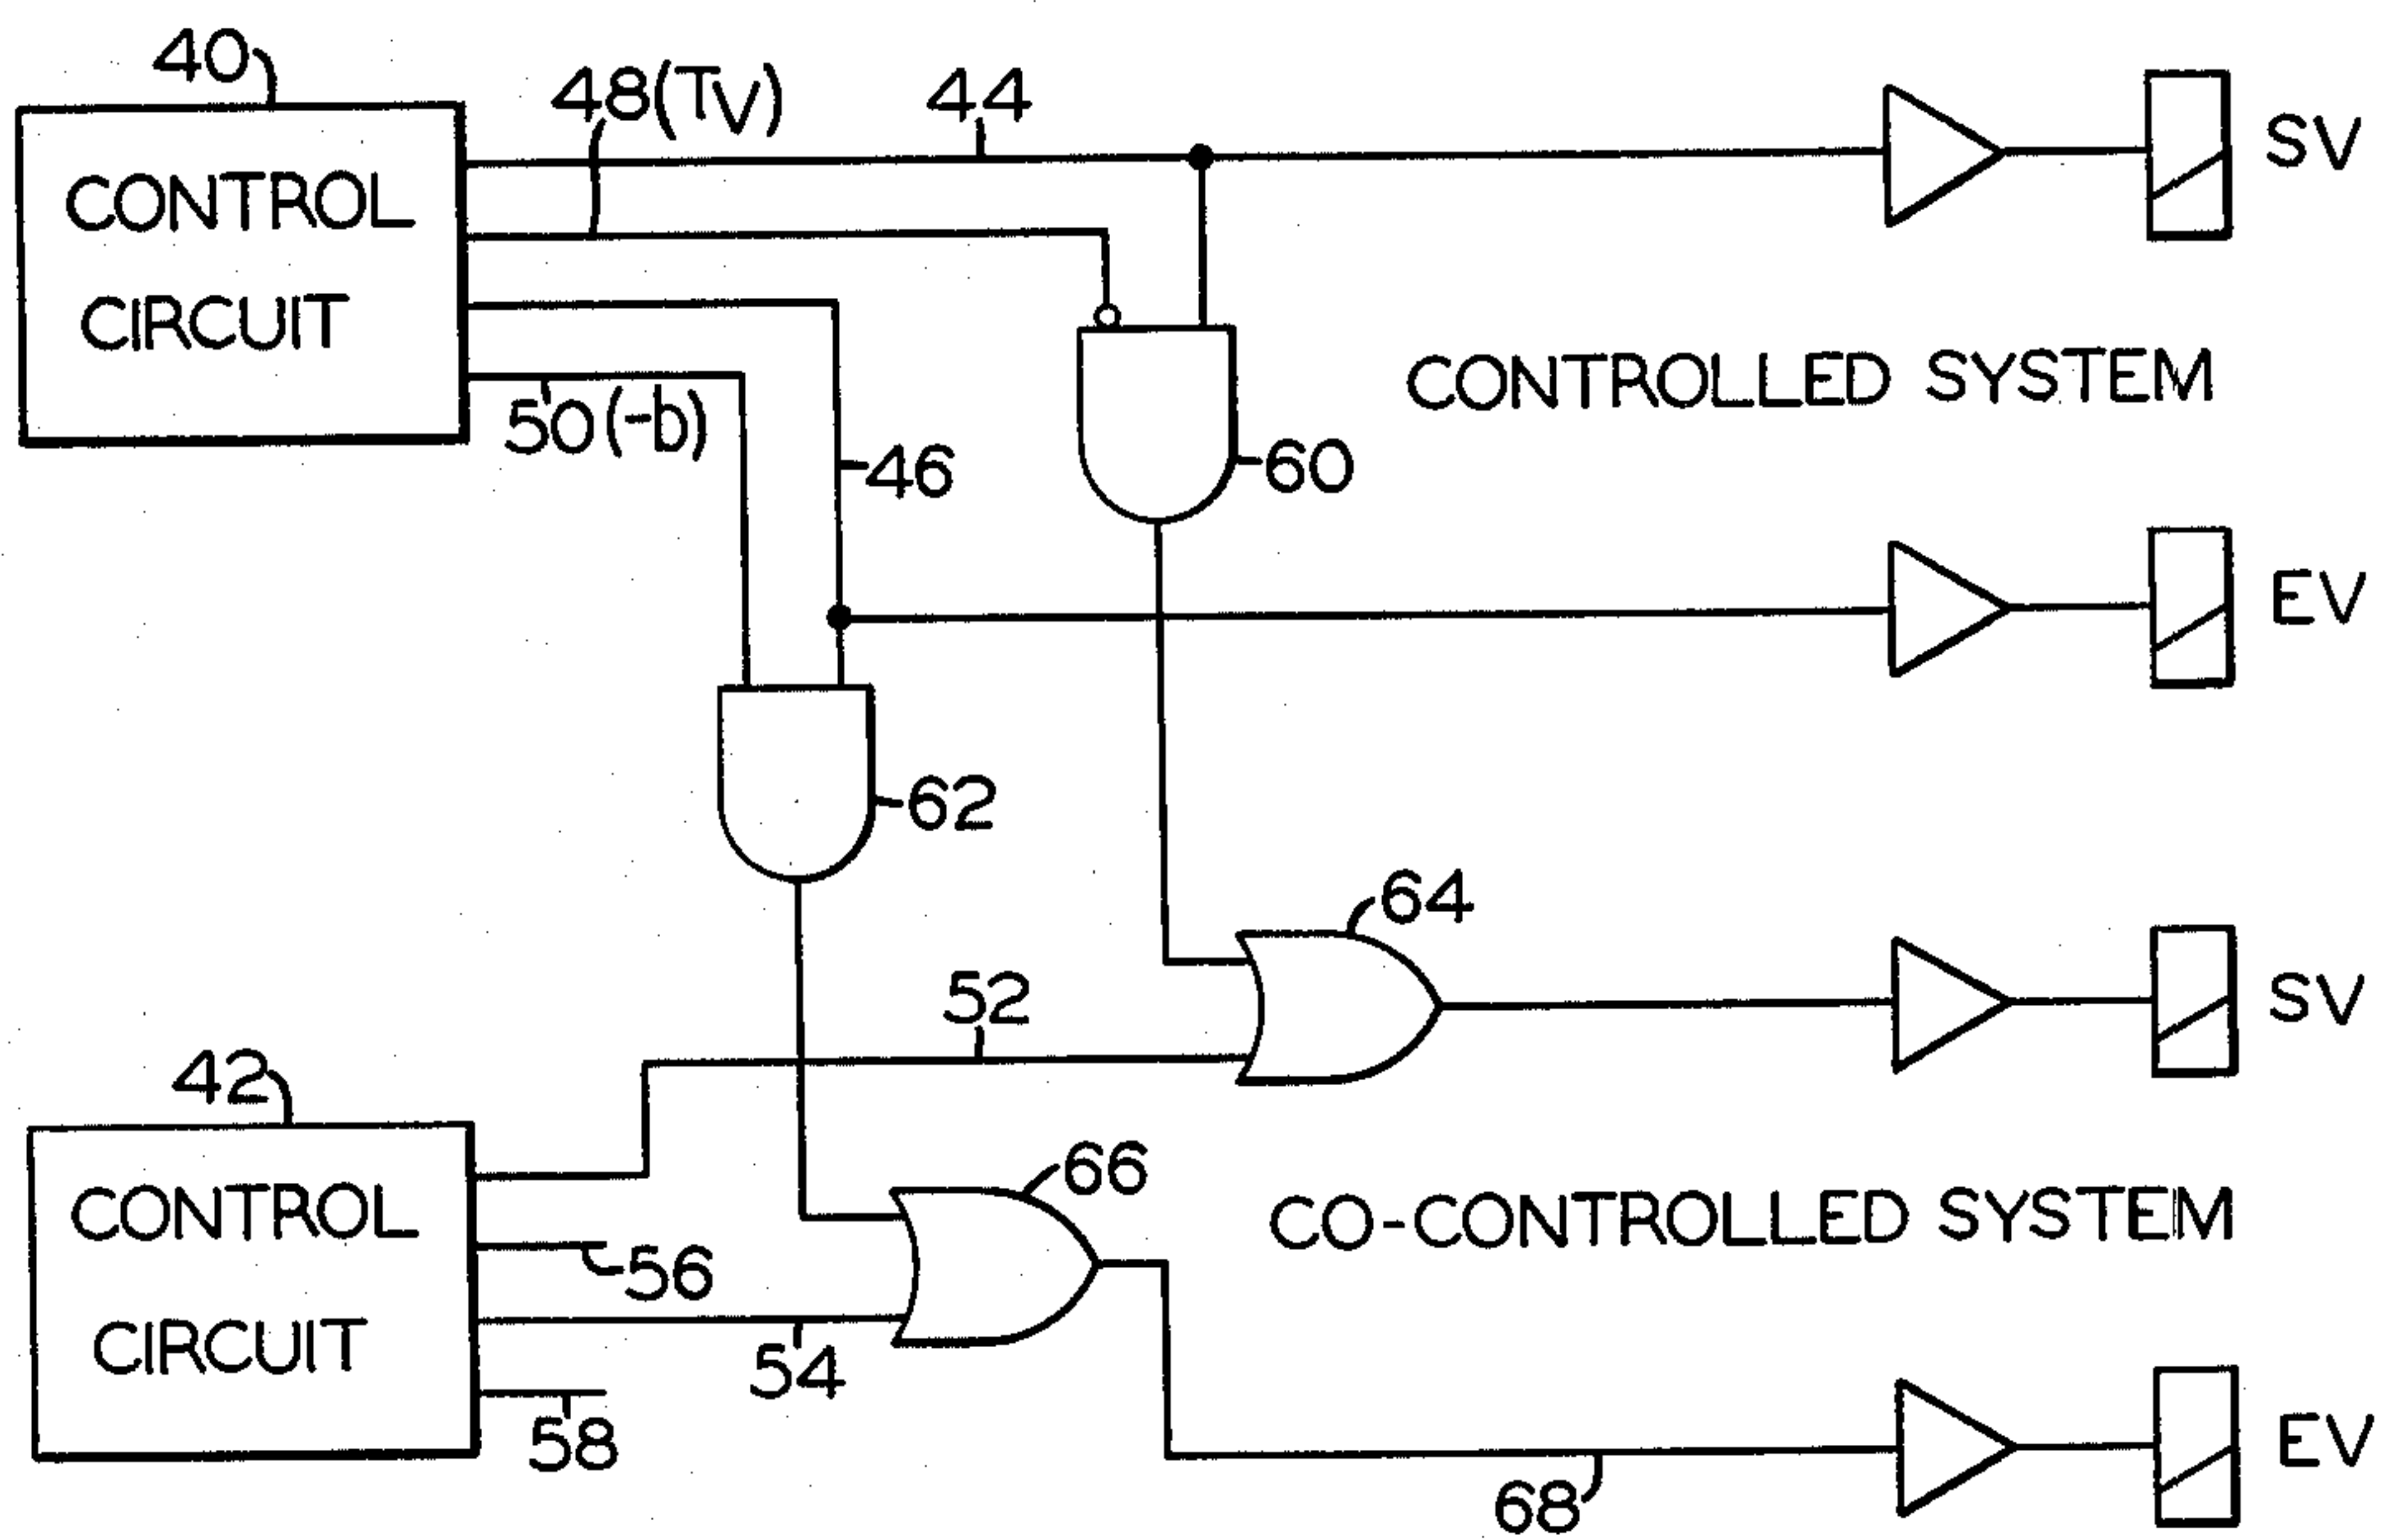 40
48(TV)
44
SV
CONTROL
CIRCUIT
50(-b)
46
60
CONTROLLED SYSTEM
EV
62
64
52
SV
42
CONTROL
CIRCUIT
66
56
CO-CONTROLLED SYSTEM
54
58
EV
68